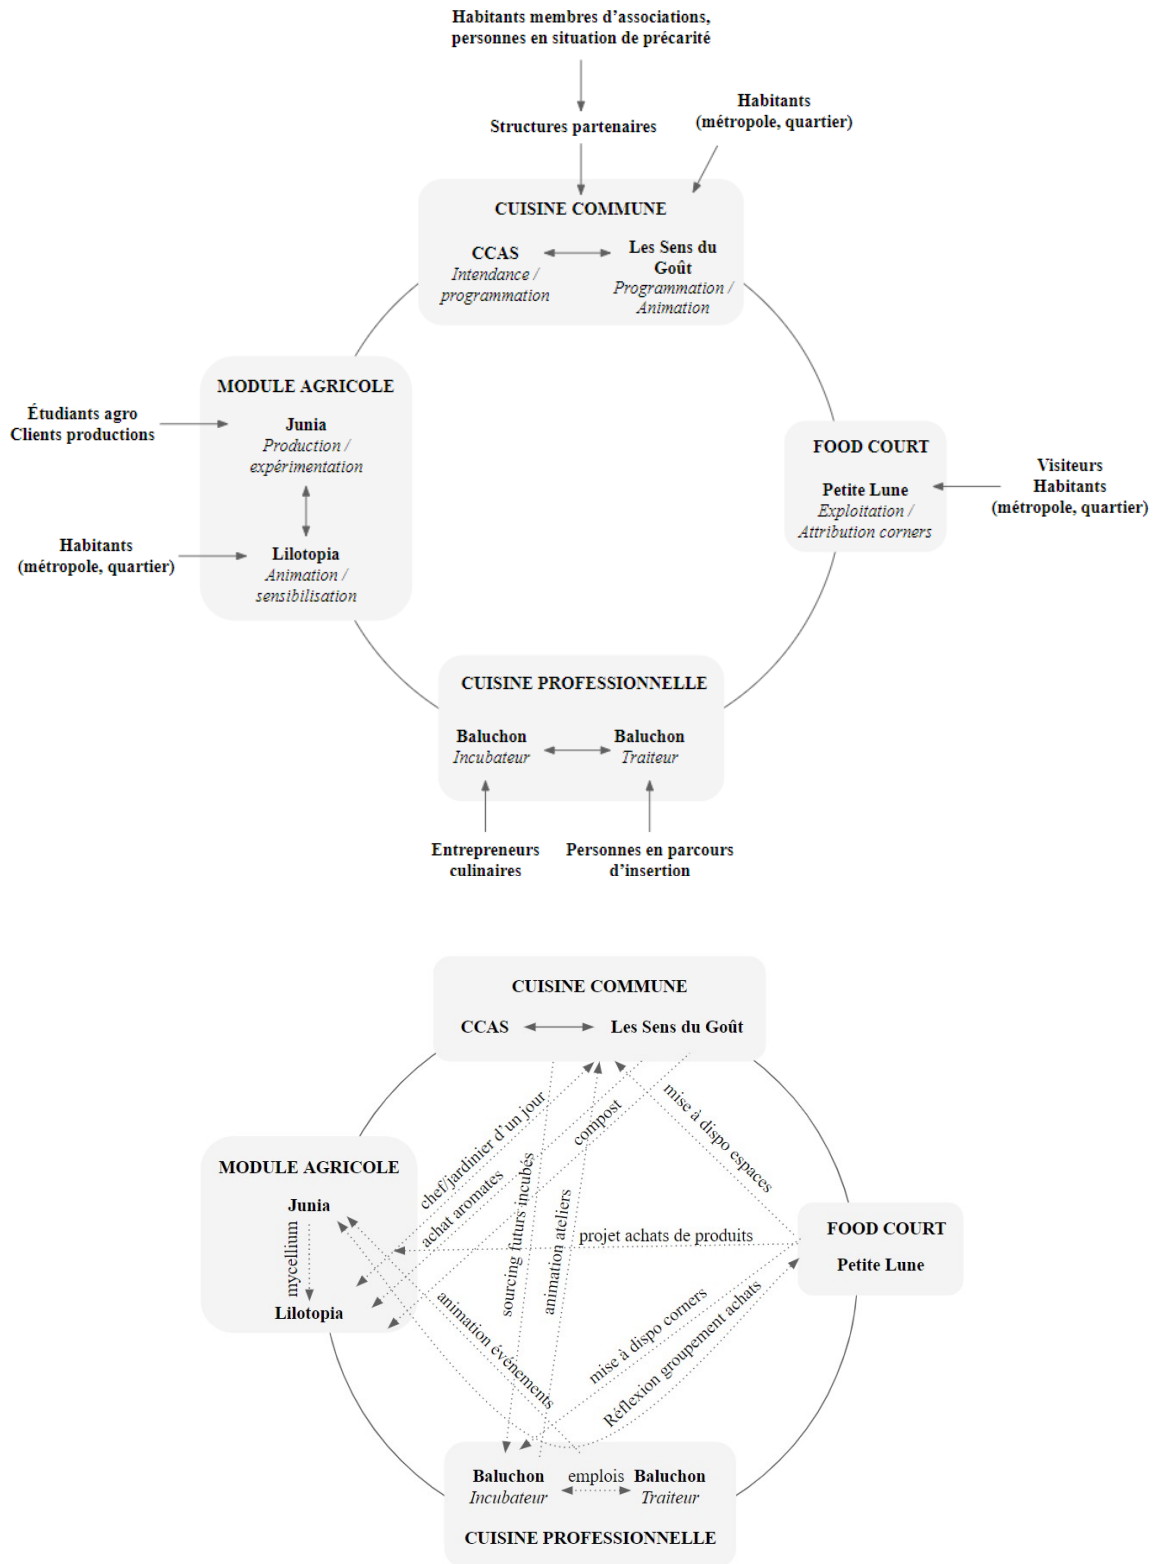 Habitants membres d’associations,
personnes en situation de précarité
Habitants
(métropole, quartier)
Structures partenaires
CUISINE COMMUNE
CCAS
Intendance /
programmation
Les Sens du
Goût
Programmation /
Animation
MODULE AGRICOLE
Étudiants agro
Clients productions
Junia
Production /
expérimentation
Habitants
(métropole, quartier)
Lilotopia
Animation /
sensibilisation
FOOD COURT
Petite Lune
Exploitation /
Attribution corners
Visiteurs
Habitants
(métropole, quartier)
CUISINE PROFESSIONNELLE
Baluchon
Incubateur
Baluchon
Traiteur
Entrepreneurs
culinaires
Personnes en parcours
d’insertion
CUISINE COMMUNE
CCAS
Les Sens du Goût
chef/jardinier d’un jour
achat aromates
compost
mise à dispo espaces
sourcing futurs incubés
animation ateliers
MODULE AGRICOLE
Junia
mycellium
Lilotopia
projet achats de produits
FOOD COURT
Petite Lune
animation événements
mise à dispo corners
Réflexion groupement achats
Baluchon
Incubateur
emplois
Baluchon
Traiteur
CUISINE PROFESSIONNELLE